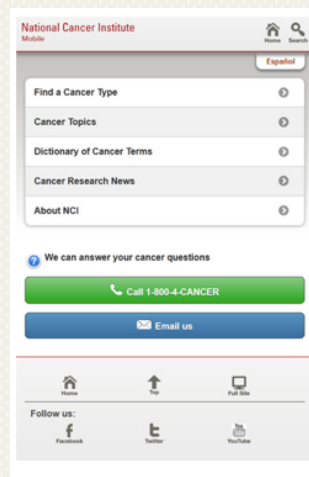 National Cancer Institute
Mobile
Home Search
Español
Find a Cancer Type
Cancer Topics
Dictionary of Cancer Terms
Cancer Research News
About NCI
We can answer your cancer questions
Call 1-800-4-CANCER
Email us
Home Top Full Site
Follow us:
Facebook Twitter YouTube